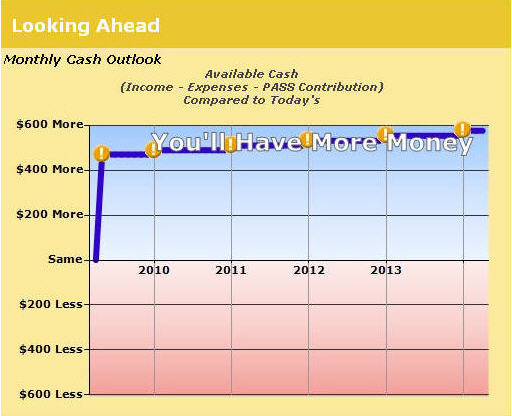 Looking Ahead
Monthly Cash Outlook
Available Cash
(Income - Expenses - PASS Contribution)
Compared to Today's
$600 More
You'll Have More Money
$400 More
$200 More
Same
2010 2011 2012 2013
$200 Less
$400 Less
$600 Less